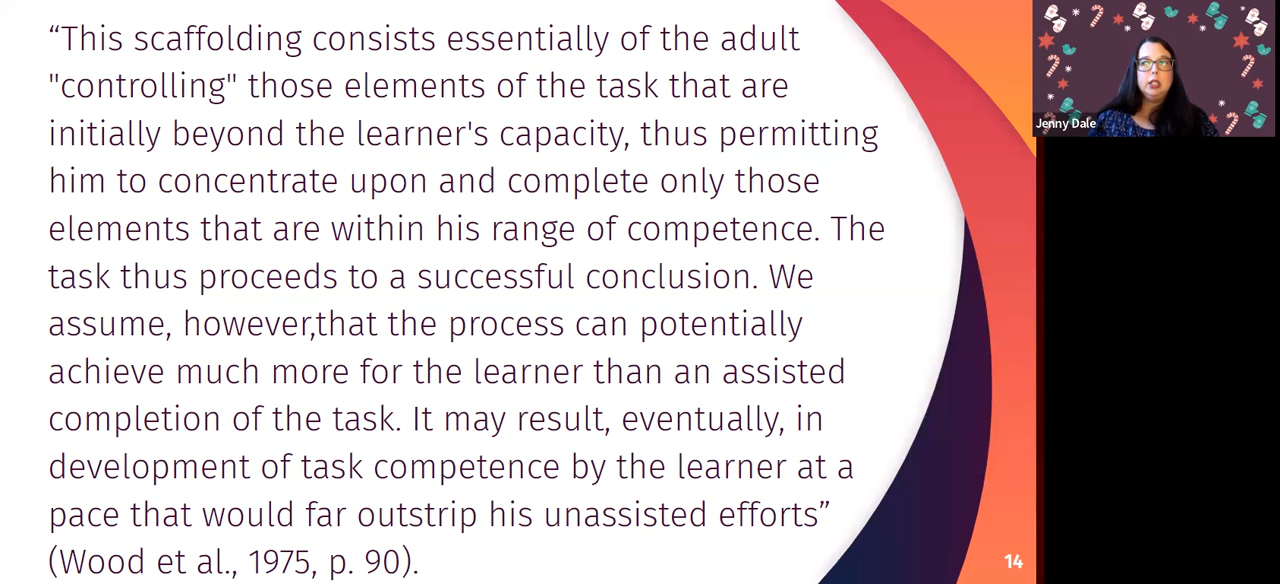 “This scaffolding consists essentially of the adult
"controlling" those elements of the task that are
initially beyond the learner's capacity, thus permitting
him to concentrate upon and complete only those
elements that are within his range of competence. The
task thus proceeds to a successful conclusion. We
assume, however,that the process can potentially
achieve much more for the learner than an assisted
completion of the task. It may result, eventually, in
development of task competence by the learner at a
pace that would far outstrip his unassisted efforts”
(Wood et al., 1975, p. 90).
14
Jenny Dale